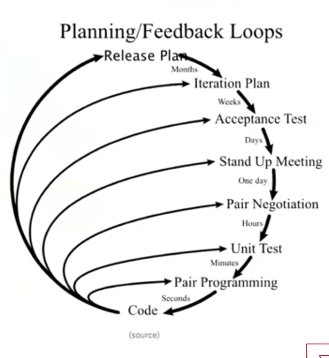 Planning/Feedback Loops
Release Plan
Months
Iteration Plan
Weeks
Acceptance Test
Days
Stand Up Meeting
One day
Pair Negotiation
Hours
Unit Test
Minutes
Pair Programming
Seconds
Code
(source)